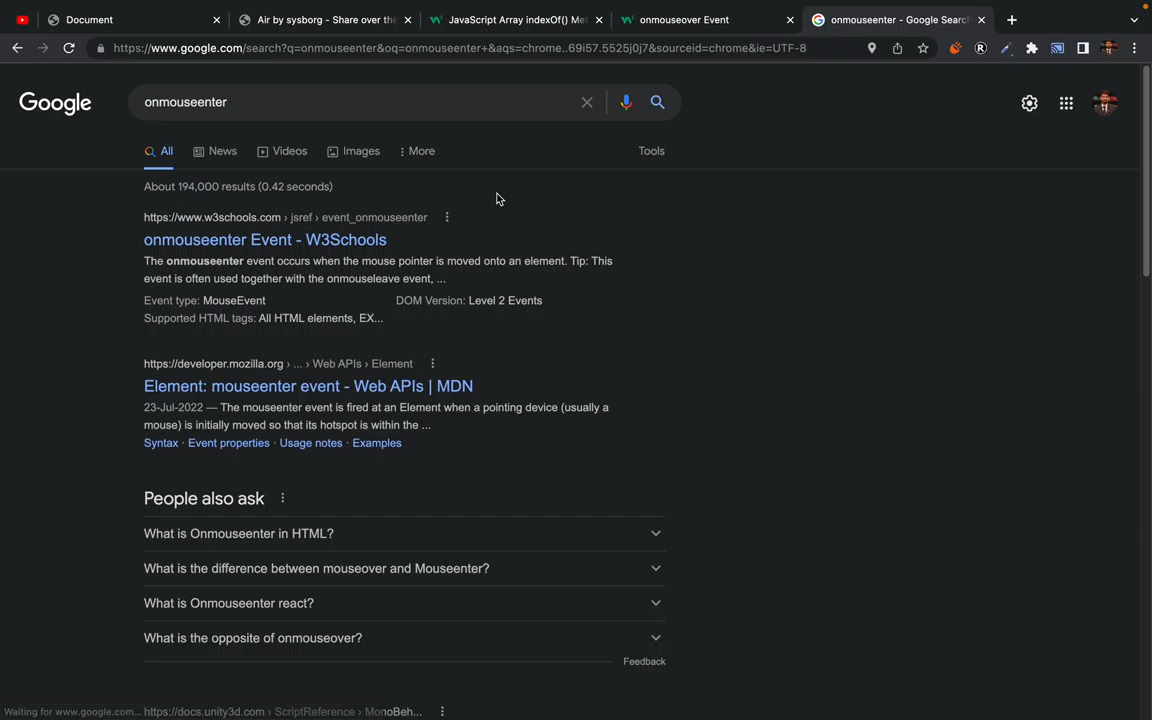 Document
Air by sysborg - Share over the
JavaScript Array indexOf() Me
onmouseover Event
onmouseenter - Google Search
https://www.google.com/search?q=onmouseenter&oq=onmouseenter+&aqs=chrome..69i57.5525j0j7&sourceid=chrome&ie=UTF-8
Google
onmouseenter
All
News
Videos
Images
More
Tools
About 194,000 results (0.42 seconds)
https://www.w3schools.com › jsref › event_onmouseenter
onmouseenter Event - W3Schools
The onmouseenter event occurs when the mouse pointer is moved onto an element. Tip: This
event is often used together with the onmouseleave event, ...
Event type: MouseEvent
DOM Version: Level 2 Events
Supported HTML tags: All HTML elements, EX...
https://developer.mozilla.org › ... › Web APIs › Element
Element: mouseenter event - Web APIs | MDN
23-Jul-2022 — The mouseenter event is fired at an Element when a pointing device (usually a
mouse) is initially moved so that its hotspot is within the ...
Syntax · Event properties · Usage notes · Examples
People also ask
What is Onmouseenter in HTML?
What is the difference between mouseover and Mouseenter?
What is Onmouseenter react?
What is the opposite of onmouseover?
Feedback
Waiting for www.google.com...
https://docs.unity3d.com › ScriptReference › MonoBeh...